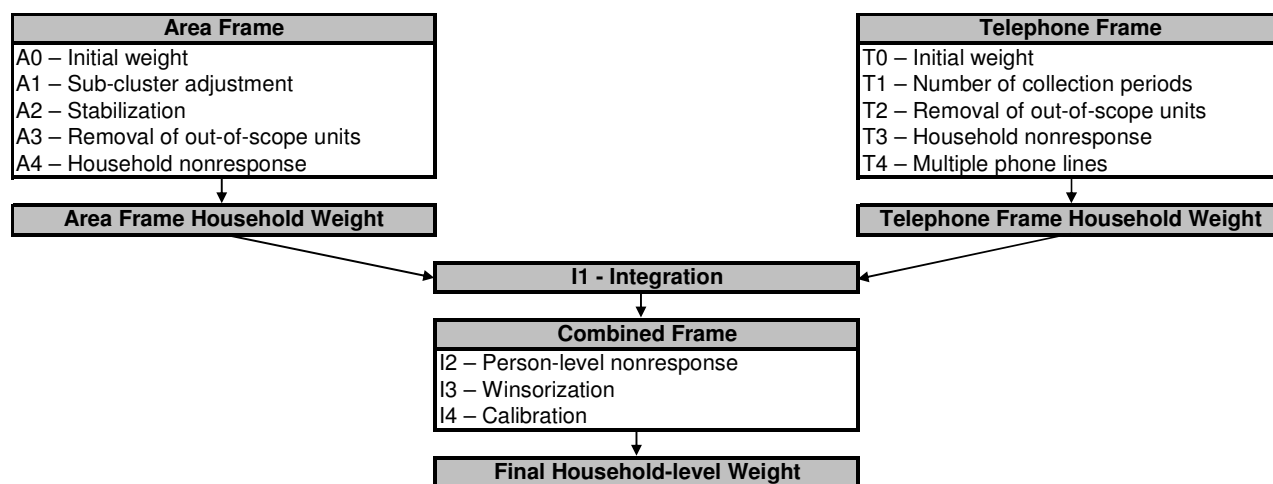 Area Frame
A0 – Initial weight
A1 – Sub-cluster adjustment
A2 – Stabilization
A3 – Removal of out-of-scope units
A4 – Household nonresponse
Area Frame Household Weight
Telephone Frame
T0 – Initial weight
T1 – Number of collection periods
T2 – Removal of out-of-scope units
T3 – Household nonresponse
T4 – Multiple phone lines
Telephone Frame Household Weight
I1 - Integration
Combined Frame
I2 – Person-level nonresponse
I3 – Winsorization
I4 – Calibration
Final Household-level Weight